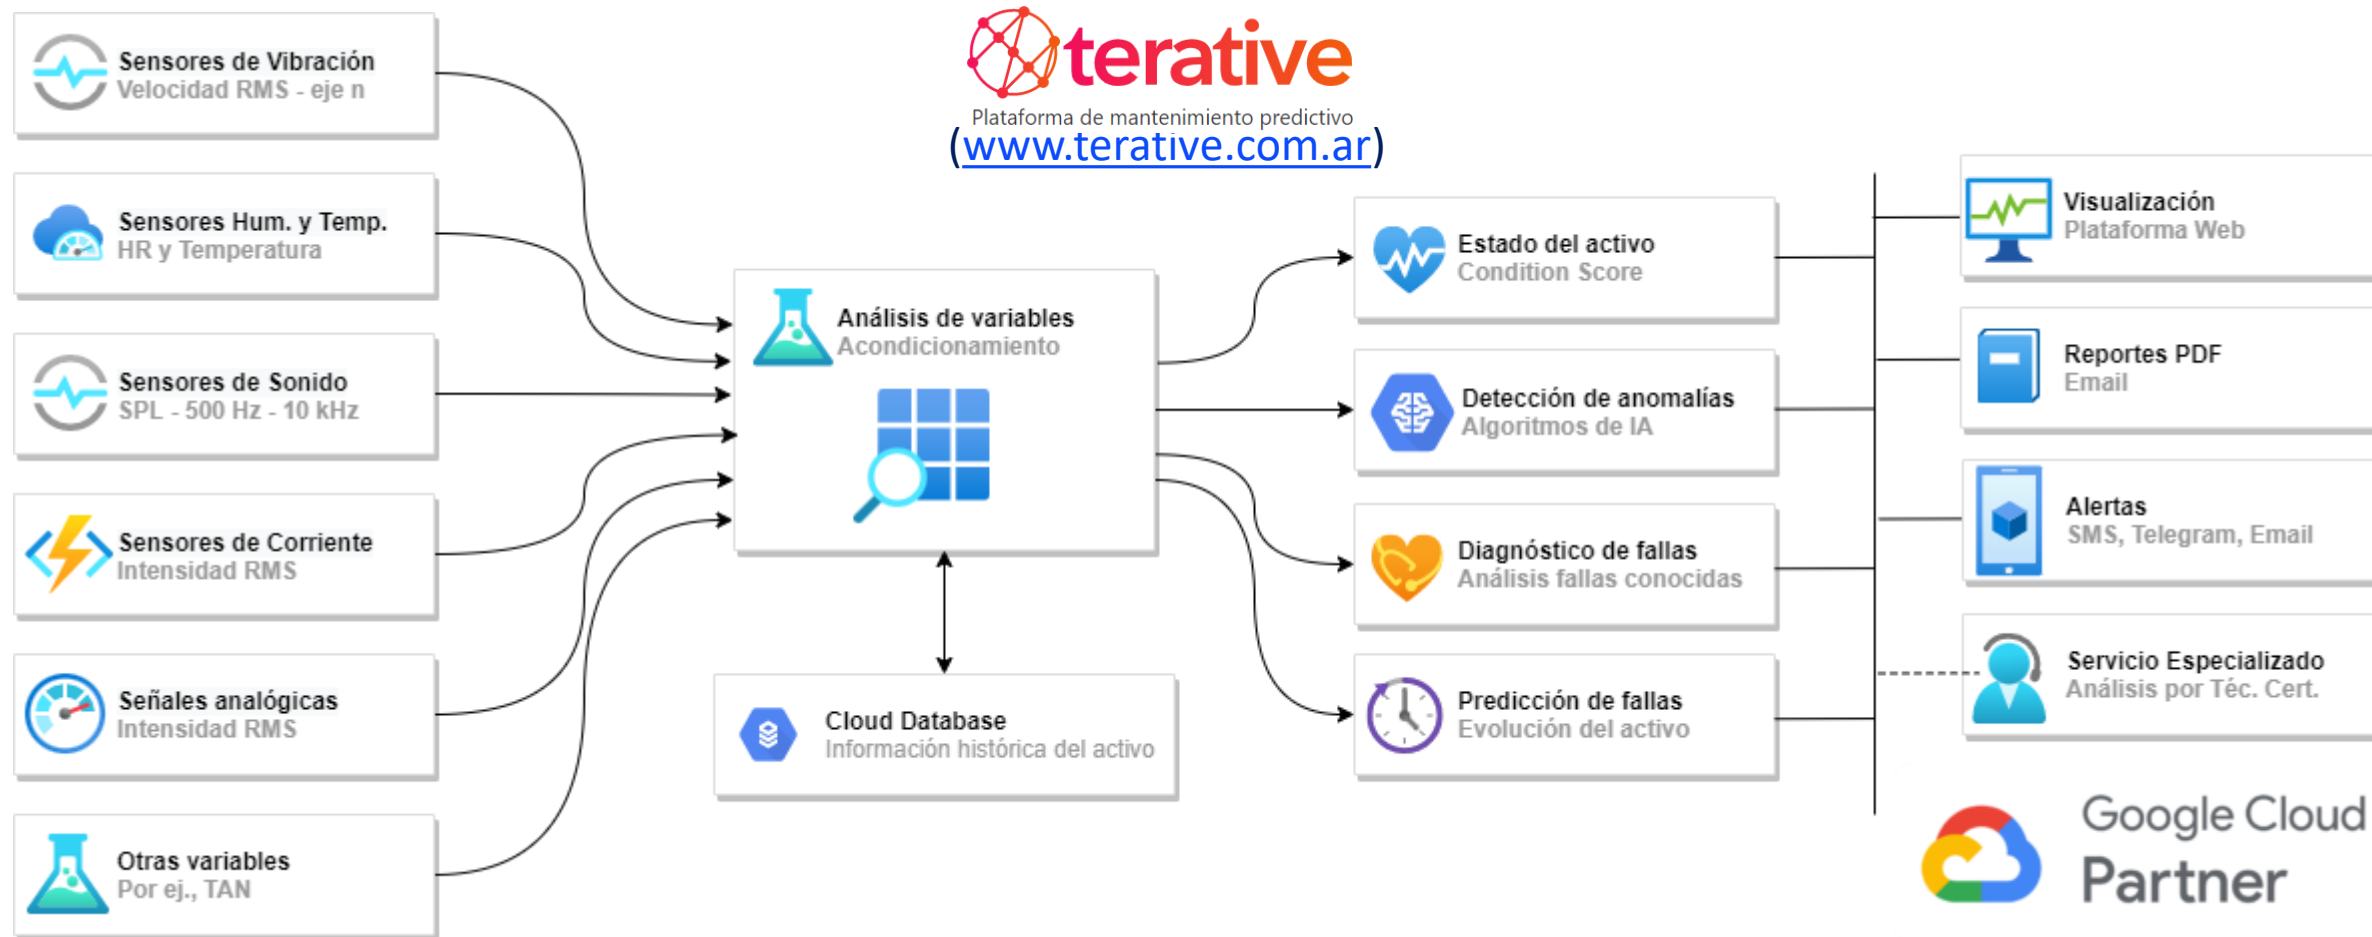 terative
Plataforma de mantenimiento predictivo
(www.terative.com.ar)
Sensores de Vibración
Velocidad RMS - eje n
Sensores Hum. y Temp.
HR y Temperatura
Sensores de Sonido
SPL - 500 Hz - 10 kHz
Sensores de Corriente
Intensidad RMS
Señales analógicas
Intensidad RMS
Otras variables
Por ej., TAN
Análisis de variables
Acondicionamiento
Cloud Database
Información histórica del activo
Estado del activo
Condition Score
Detección de anomalías
Algoritmos de IA
Diagnóstico de fallas
Análisis fallas conocidas
Predicción de fallas
Evolución del activo
Visualización
Plataforma Web
Reportes PDF
Email
Alertas
SMS, Telegram, Email
Servicio Especializado
Análisis por Téc. Cert.
Google Cloud
Partner